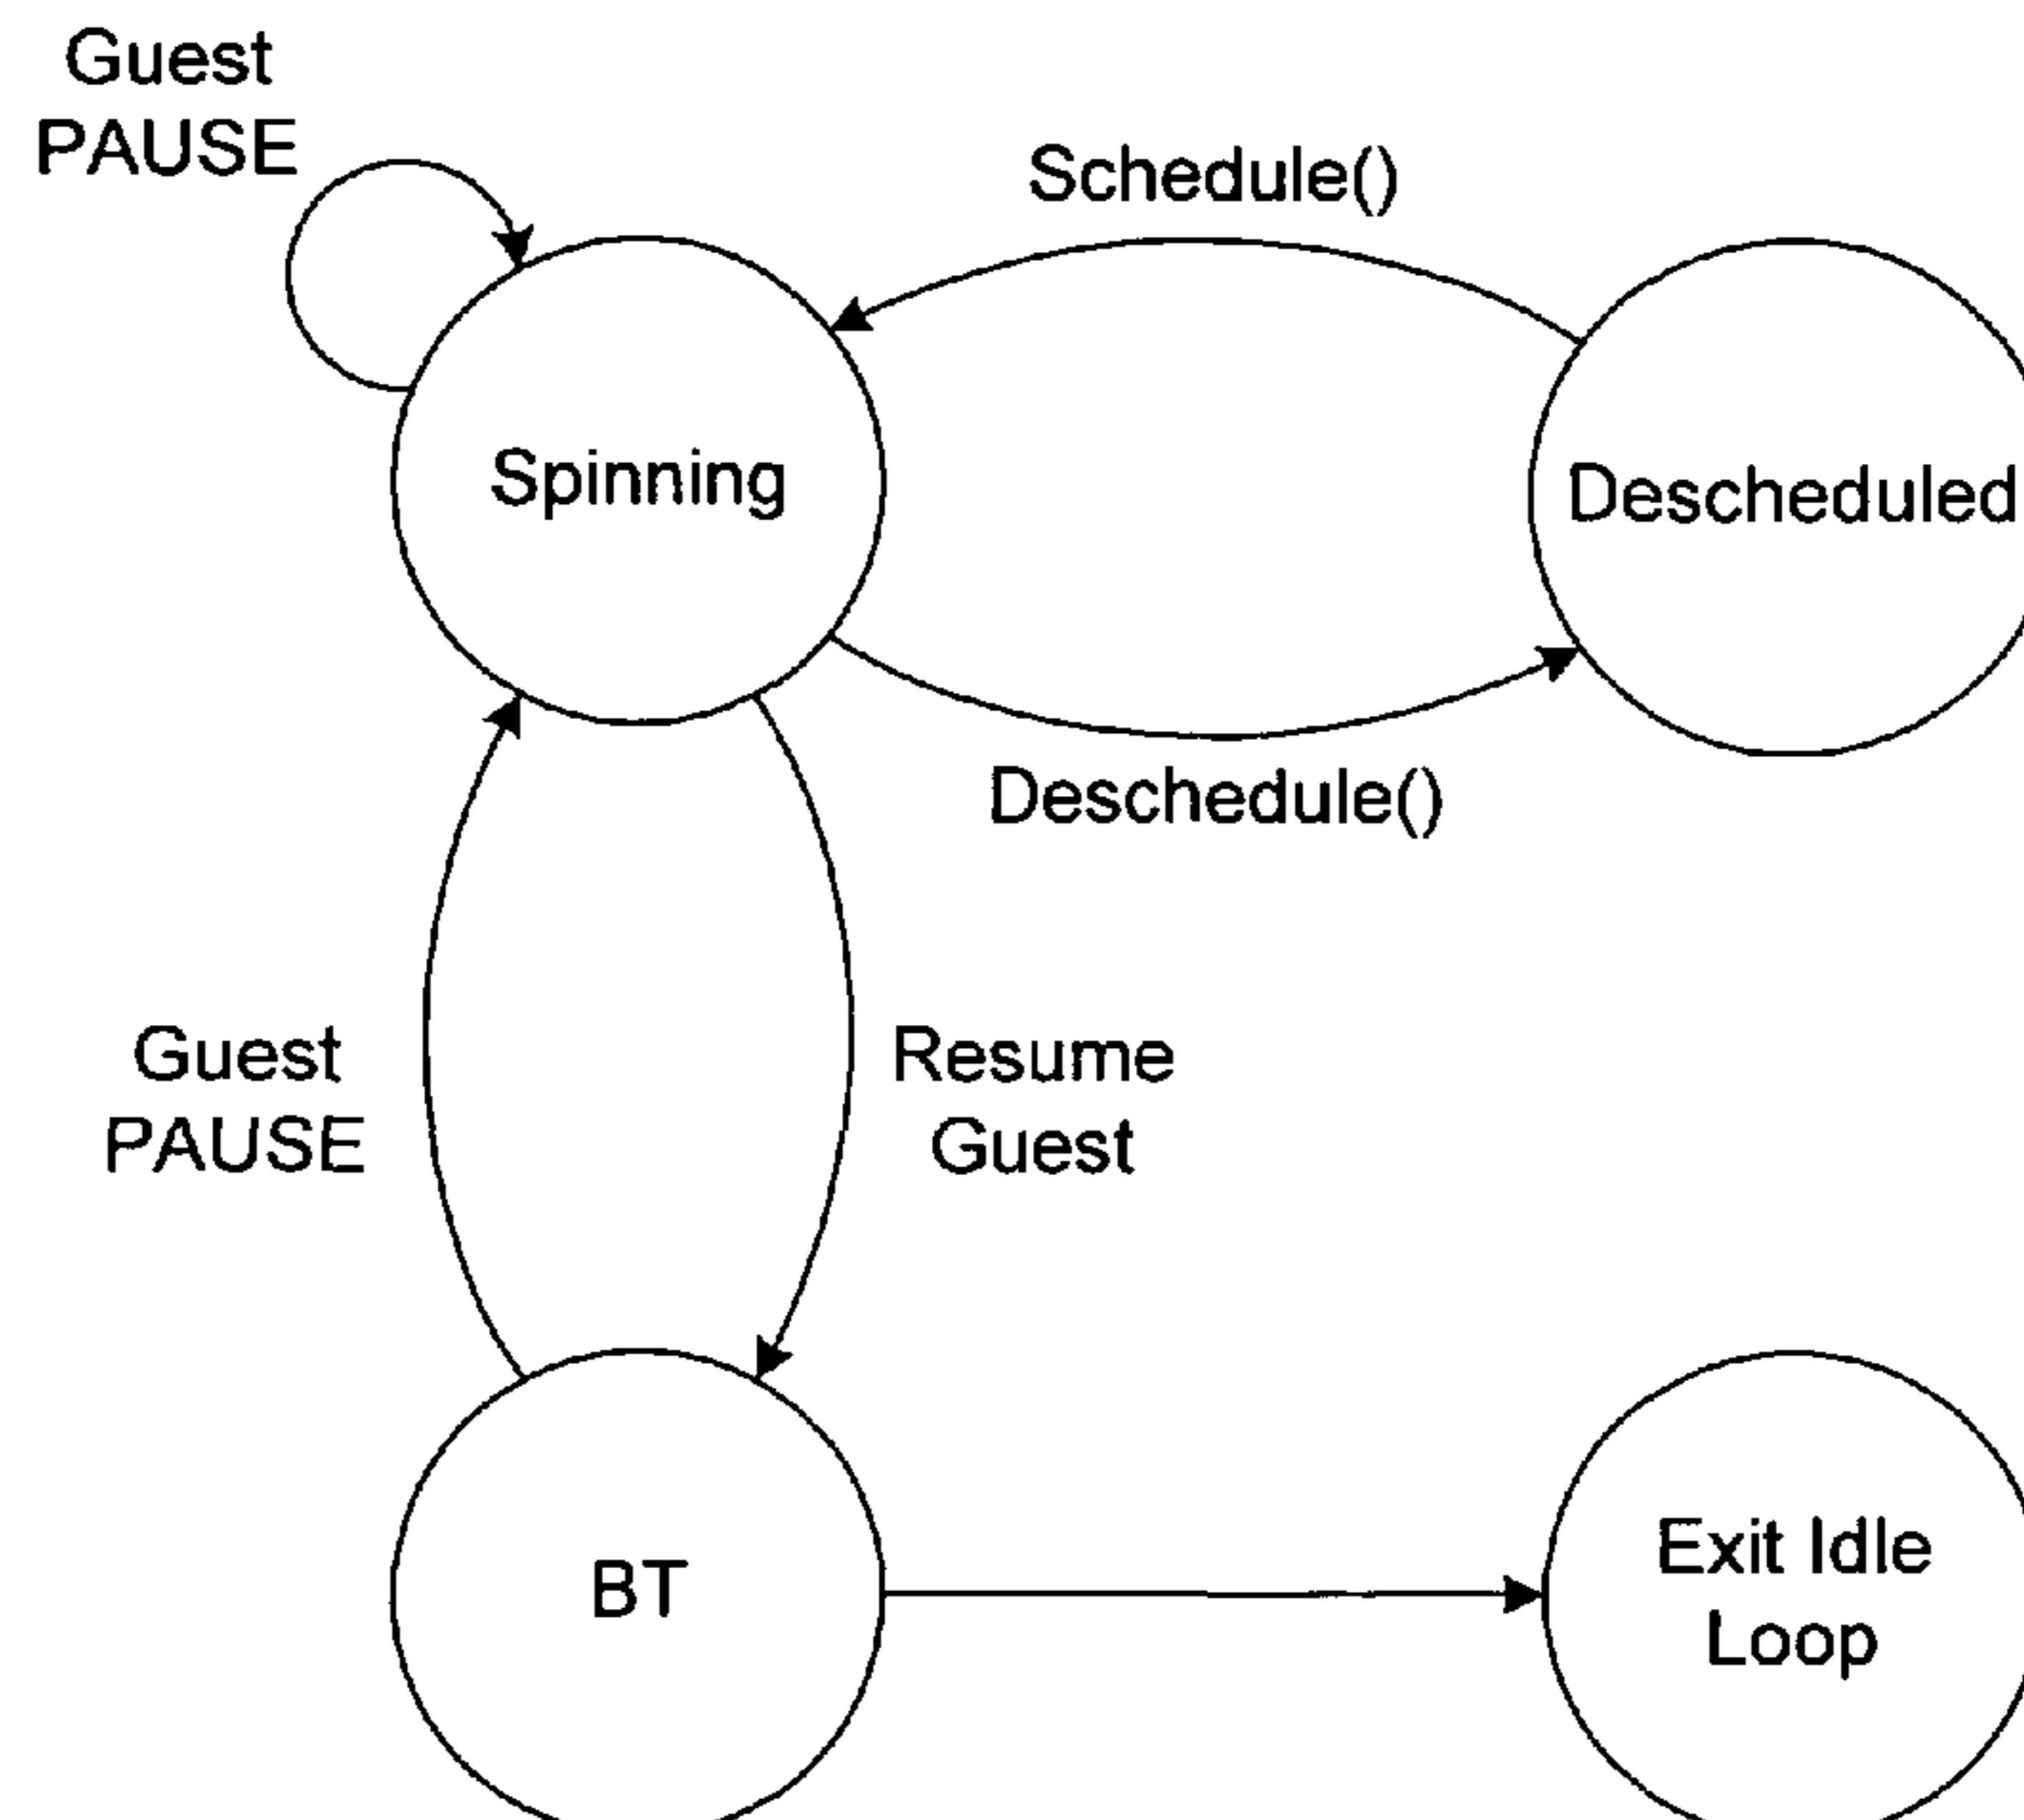 Guest
PAUSE
Schedule()
Spinning
Descheduled
Deschedule()
Guest
PAUSE
Resume
Guest
BT
Exit Idle
Loop